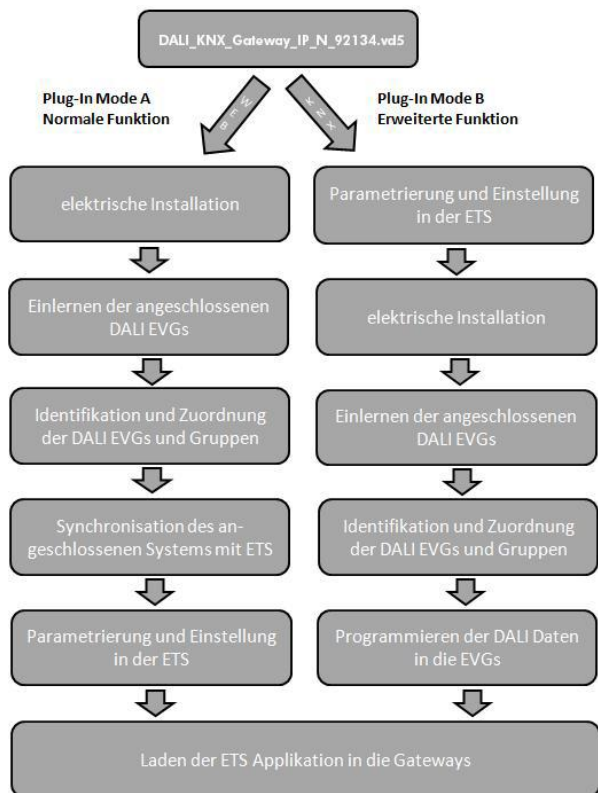 DALI_KNX_Gateway_IP_N_92134.vd5
Plug-In Mode A
Normale Funktion
WEB
KNX
Plug-In Mode B
Erweiterte Funktion
elektrische Installation
Einlernen der angeschlossenen
DALI EVGs
Identifikation und Zuordnung
der DALI EVGs und Gruppen
Synchronisation des an-
geschlossenen Systems mit ETS
Parametrierung und Einstellung
in der ETS
Parametrierung und Einstellung
in der ETS
elektrische Installation
Einlernen der angeschlossenen
DALI EVGs
Identifikation und Zuordnung
der DALI EVGs und Gruppen
Programmieren der DALI Daten
in die EVGs
Laden der ETS Applikation in die Gateways